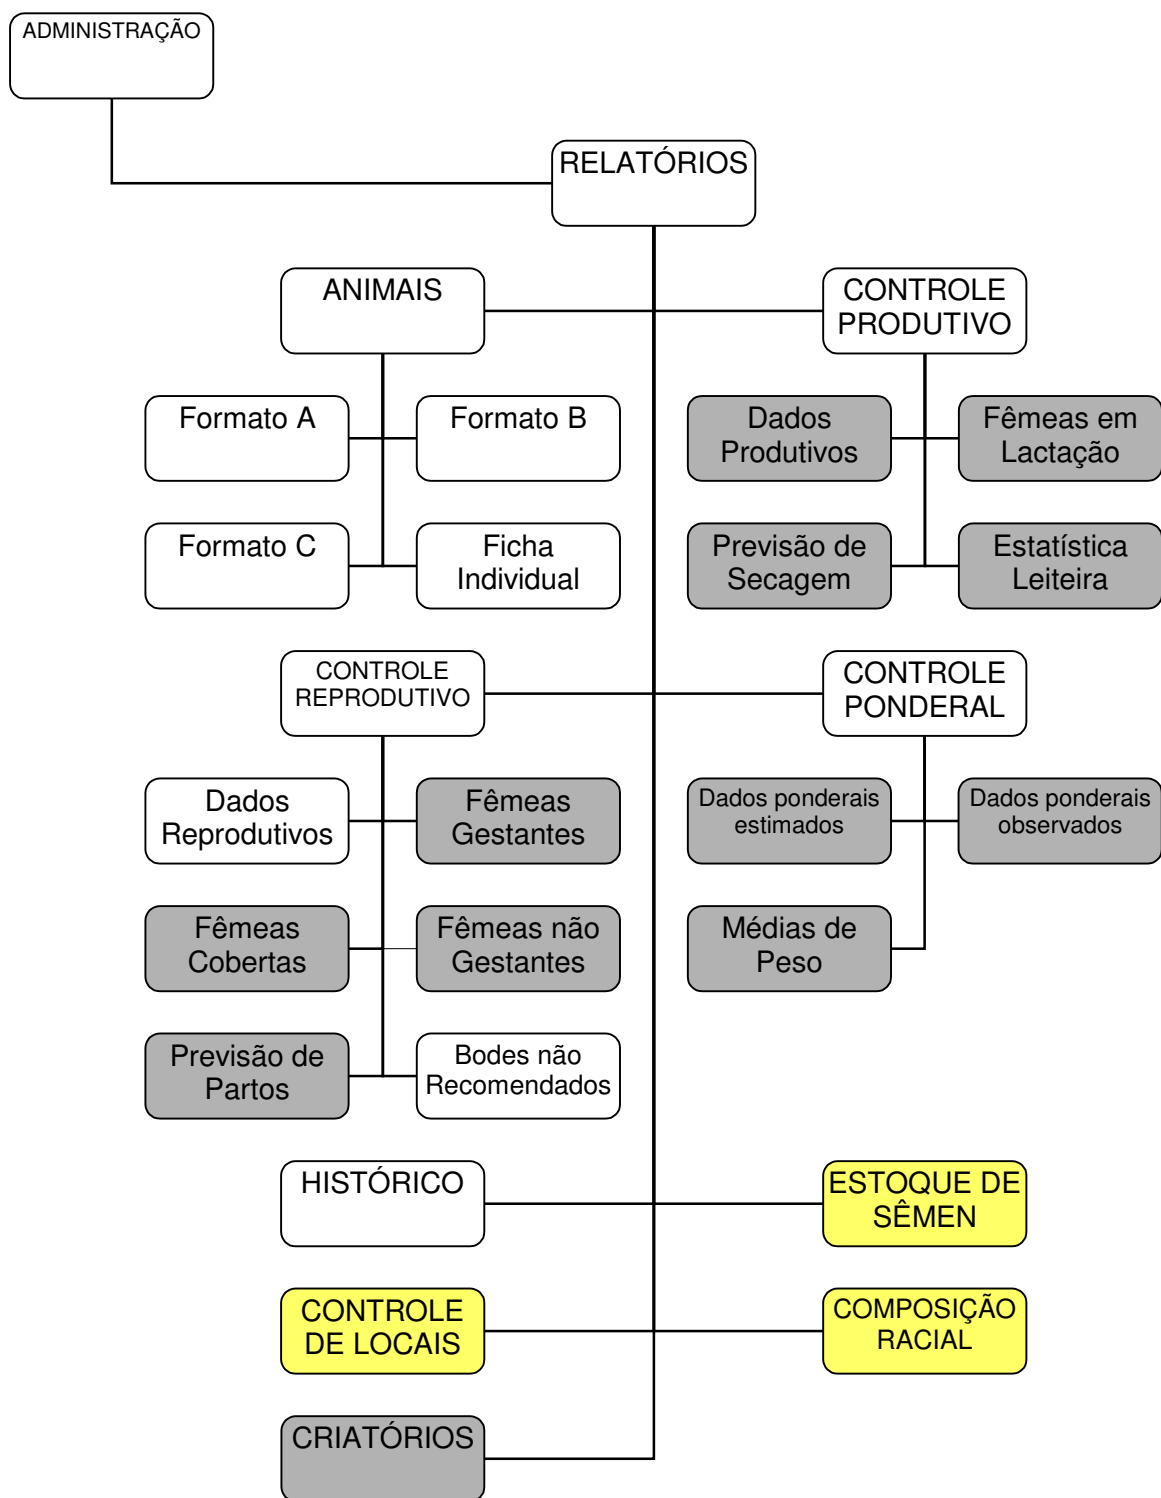 ADMINISTRAÇÃO
RELATÓRIOS
ANIMAIS
CONTROLE
PRODUTIVO
Formato A
Formato B
Dados
Produtivos
Fêmeas em
Lactação
Formato C
Ficha
Individual
Previsão de
Secagem
Estatística
Leiteira
CONTROLE
REPRODUTIVO
CONTROLE
PONDERAL
Dados
Reprodutivos
Fêmeas
Gestantes
Dados ponderais
estimados
Dados ponderais
observados
Fêmeas
Cobertas
Fêmeas não
Gestantes
Médias de
Peso
Previsão de
Partos
Bodes não
Recomendados
HISTÓRICO
ESTOQUE DE
SÊMEN
CONTROLE
DE LOCAIS
COMPOSIÇÃO
RACIAL
CRIATÓRIOS